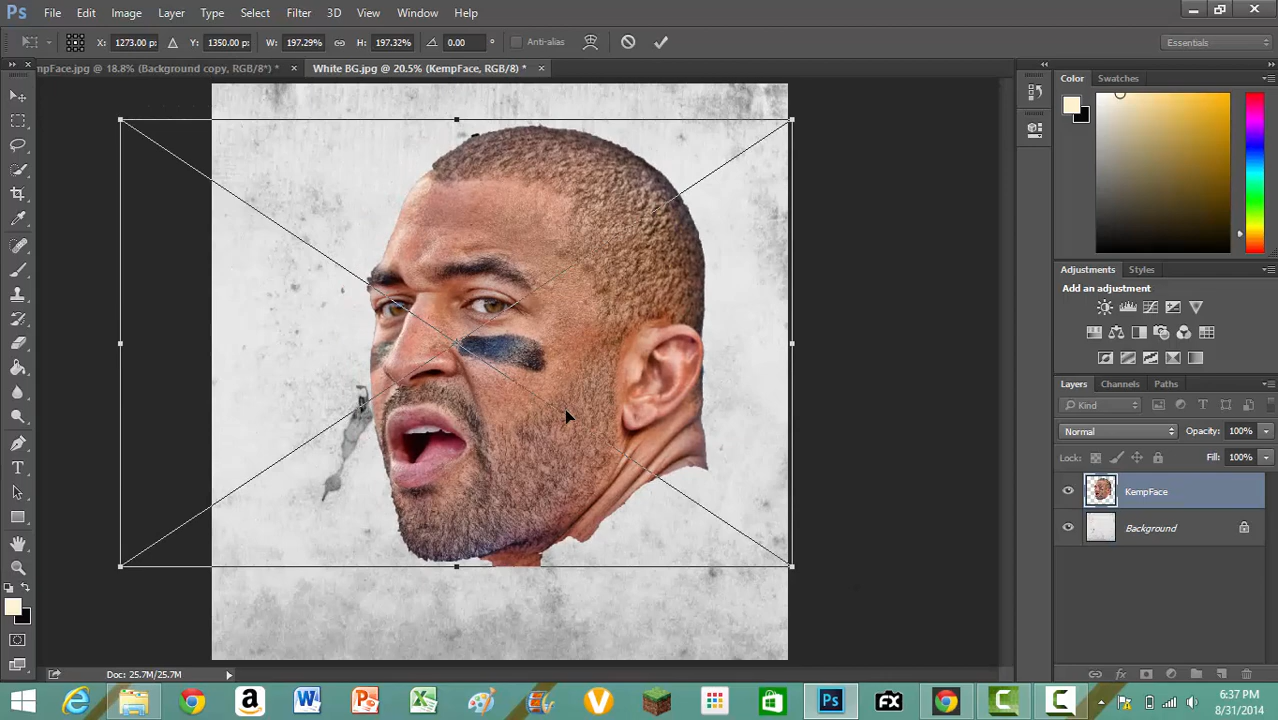 Ps File Edit Image Layer Type Select Filter 3D View Window Help
X: 1273.00 p: Y: 1350.00 p: W: 197.29% H: 197.32% 0.00 ° Anti-alias Essentials
mpFace.jpg @ 18.8% (Background copy, RGB/8*) * × White BG.jpg @ 20.5% (KempFace, RGB/8) * ×
Color Swatches
Adjustments Styles
Add an adjustment
Layers Channels Paths
Kind
Normal Opacity: 100%
Lock: Fill: 100%
KempFace
Background
T
Doc: 25.7M/25.7M
6:37 PM
8/31/2014